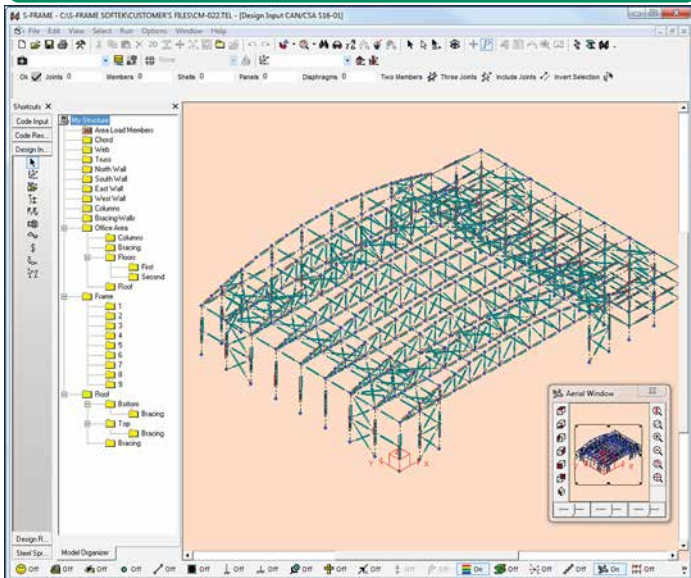 S-FRAME - C:\S-FRAME SOFTEK\CUSTOMER'S FILES\CM-022.TEL - [Design Input CAN/CSA S16-01]
File Edit View Select Run Options Window Help
None
Ok Joints 0 Members 0 Shells 0 Panels 0 Diaphragms 0 Two Members Three Joints Include Joints Invert Selection
Shortcuts X
Code Input
Code Res...
Design In...
My Structure
Area Load Members
Chord
Web
Truss
North Wall
South Wall
East Wall
West Wall
Columns
Bracing Walls
Office Area
Columns
Bracing
Floors
First
Second
Roof
Frame
1
2
3
4
5
6
7
8
9
Roof
Bottom
Bracing
Top
Bracing
Bracing
Y X
Aerial Window
Design R...
Steel Spr...
Model Organizer
Off Off Off Off Off Off Off Off Off Off Off Off Off On Off Off Off On Off